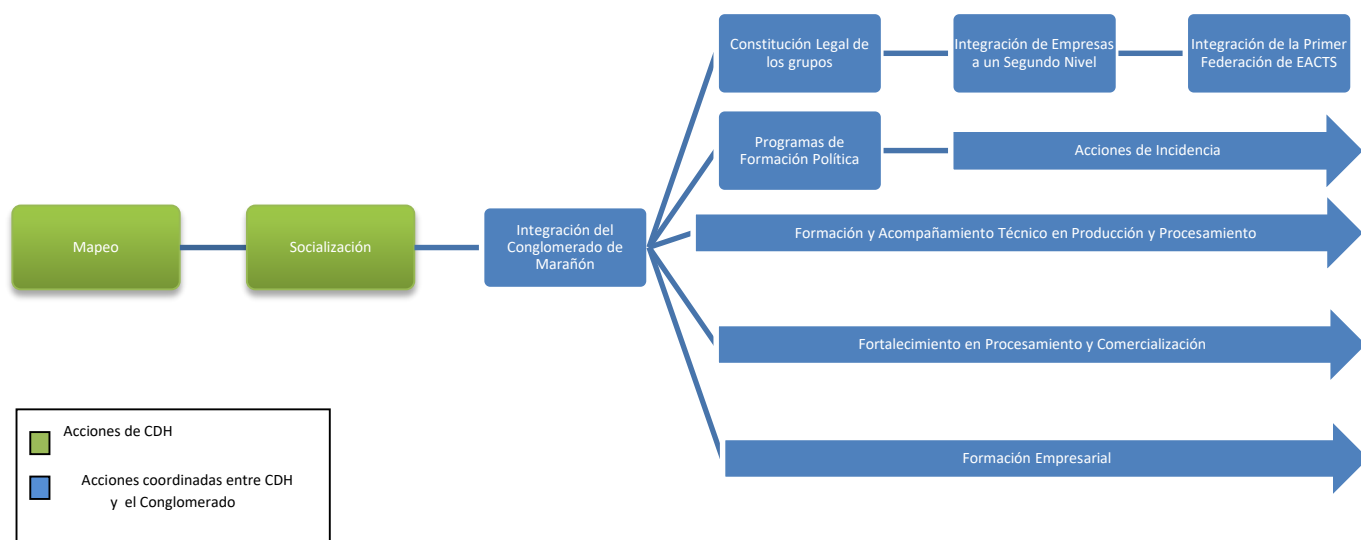 Constitución Legal de
los grupos
Integración de Empresas
a un Segundo Nivel
Integración de la Primer
Federación de EACTS
Programas de
Formación Política
Acciones de Incidencia
Mapeo
Socialización
Integración del
Conglomerado de
Marañón
Formación y Acompañamiento Técnico en Producción y Procesamiento
Fortalecimiento en Procesamiento y Comercialización
Formación Empresarial
Acciones de CDH
Acciones coordinadas entre CDH
y el Conglomerado